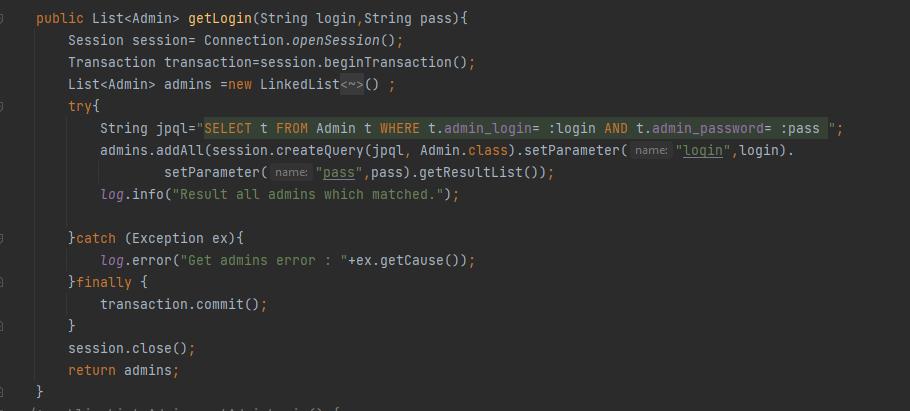 public List<Admin> getLogin(String login,String pass){
Session session= Connection.openSession();
Transaction transaction=session.beginTransaction();
List<Admin> admins =new LinkedList<~>() ;
try{
String jpql="SELECT t FROM Admin t WHERE t.admin_login= :login AND t.admin_password= :pass ";
admins.addAll(session.createQuery(jpql, Admin.class).setParameter( name: "login",login).
setParameter( name: "pass",pass).getResultList());
log.info("Result all admins which matched.");
}catch (Exception ex){
log.error("Get admins error : "+ex.getCause());
}finally {
transaction.commit();
}
session.close();
return admins;
}